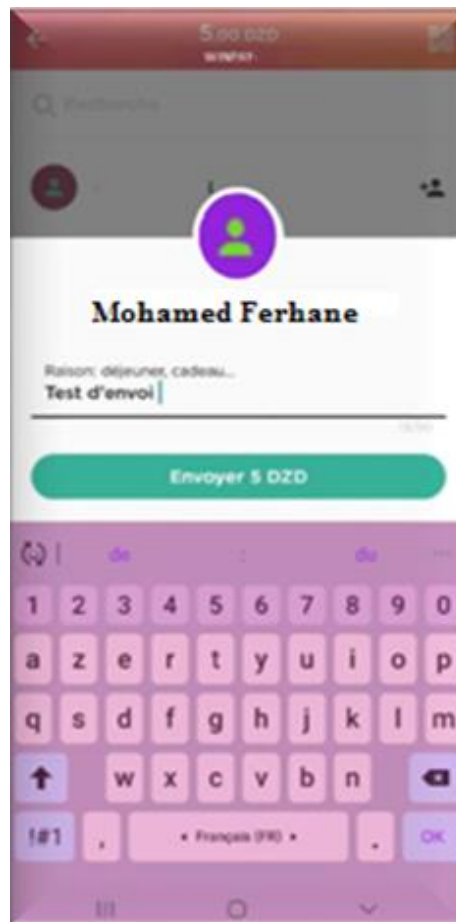 5.00 DZD
Recherche
Mohamed Ferhane
Raison: déjeuner, cadeau...
Test d'envoi
Envoyer 5 DZD
de : du ...
1 2 3 4 5 6 7 8 9 0
a z e r t y u i o p
q s d f g h j k l m
w x c v b n
!#1 , Français (FR) . OK